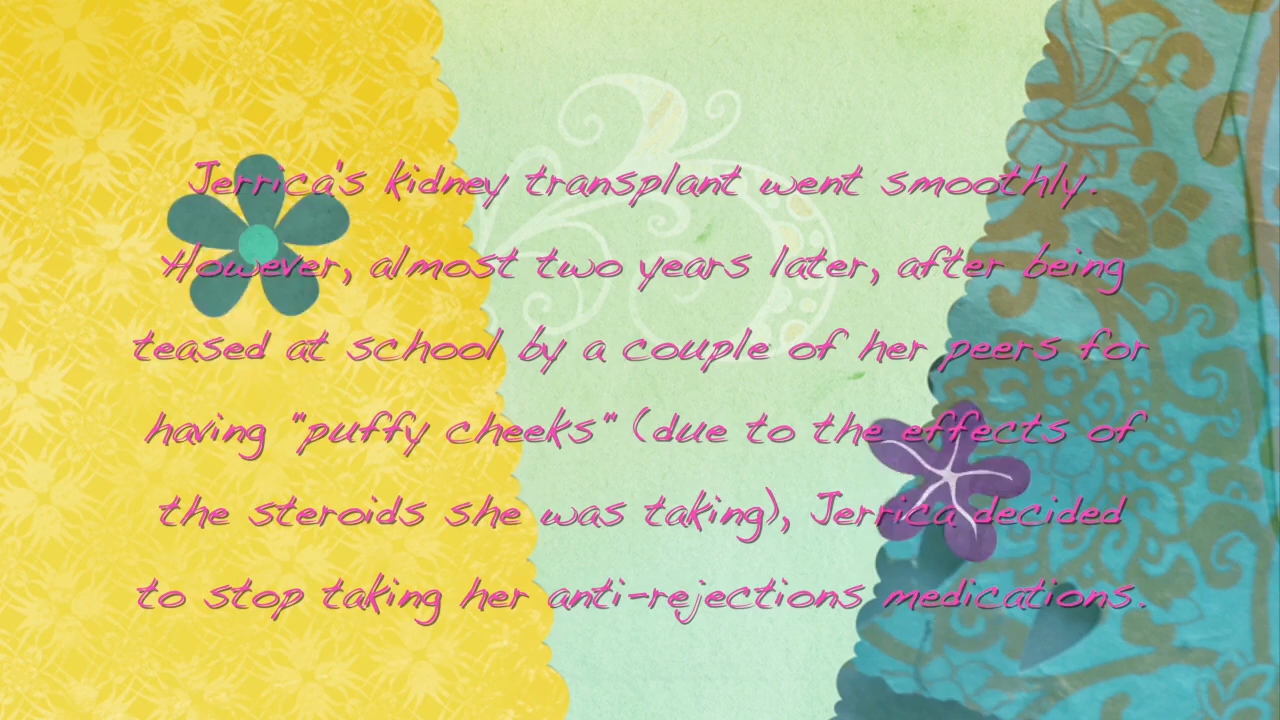 Jerrica's kidney transplant went smoothly.
However, almost two years later, after being
teased at school by a couple of her peers for
having "puffy cheeks" (due to the effects of
the steroids she was taking), Jerrica decided
to stop taking her anti-rejections medications.